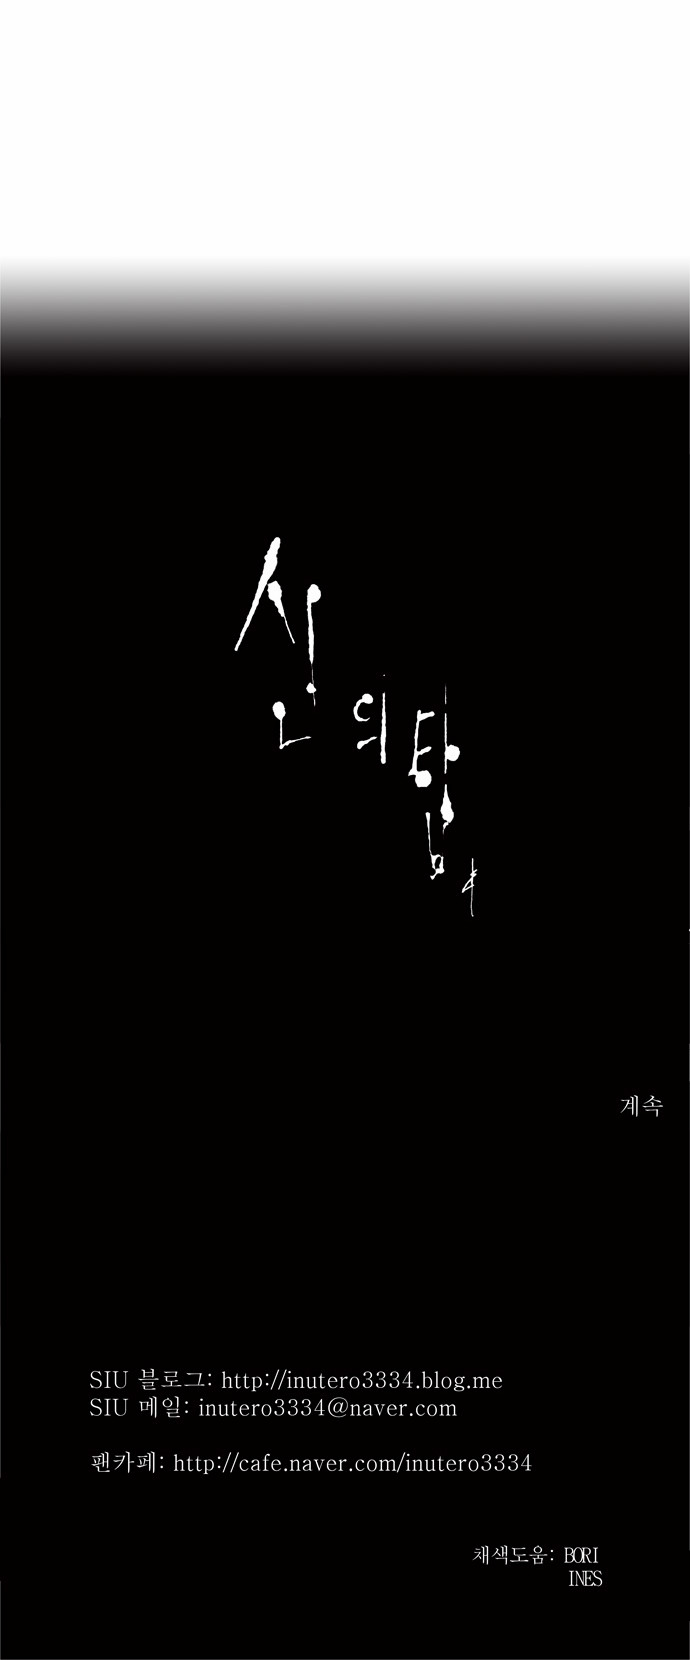 신의 탑
계속
SIU 블로그: http://inutero3334.blog.me
SIU 메일: inutero3334@naver.com
팬카페: http://cafe.naver.com/inutero3334
채색도움: BORI
INES